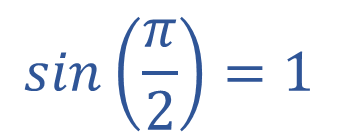 sin(π/2) = 1